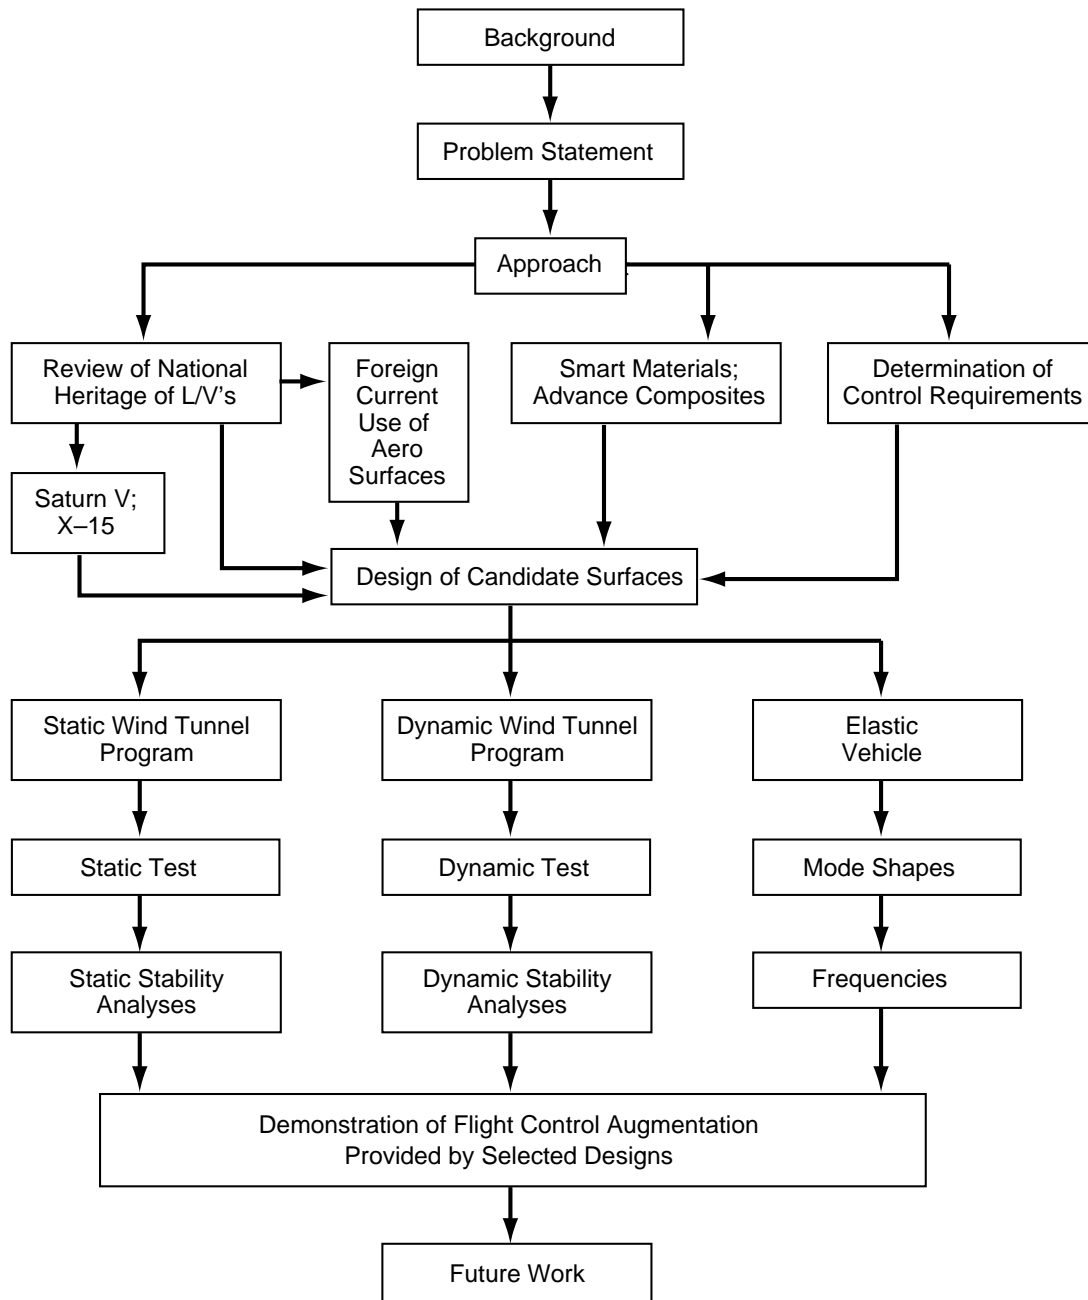 Background
Problem Statement
Approach
Review of National
Heritage of L/V's
Foreign
Current
Use of
Aero
Surfaces
Smart Materials;
Advance Composites
Determination of
Control Requirements
Saturn V;
X–15
Design of Candidate Surfaces
Static Wind Tunnel
Program
Dynamic Wind Tunnel
Program
Elastic
Vehicle
Static Test
Dynamic Test
Mode Shapes
Static Stability
Analyses
Dynamic Stability
Analyses
Frequencies
Demonstration of Flight Control Augmentation
Provided by Selected Designs
Future Work